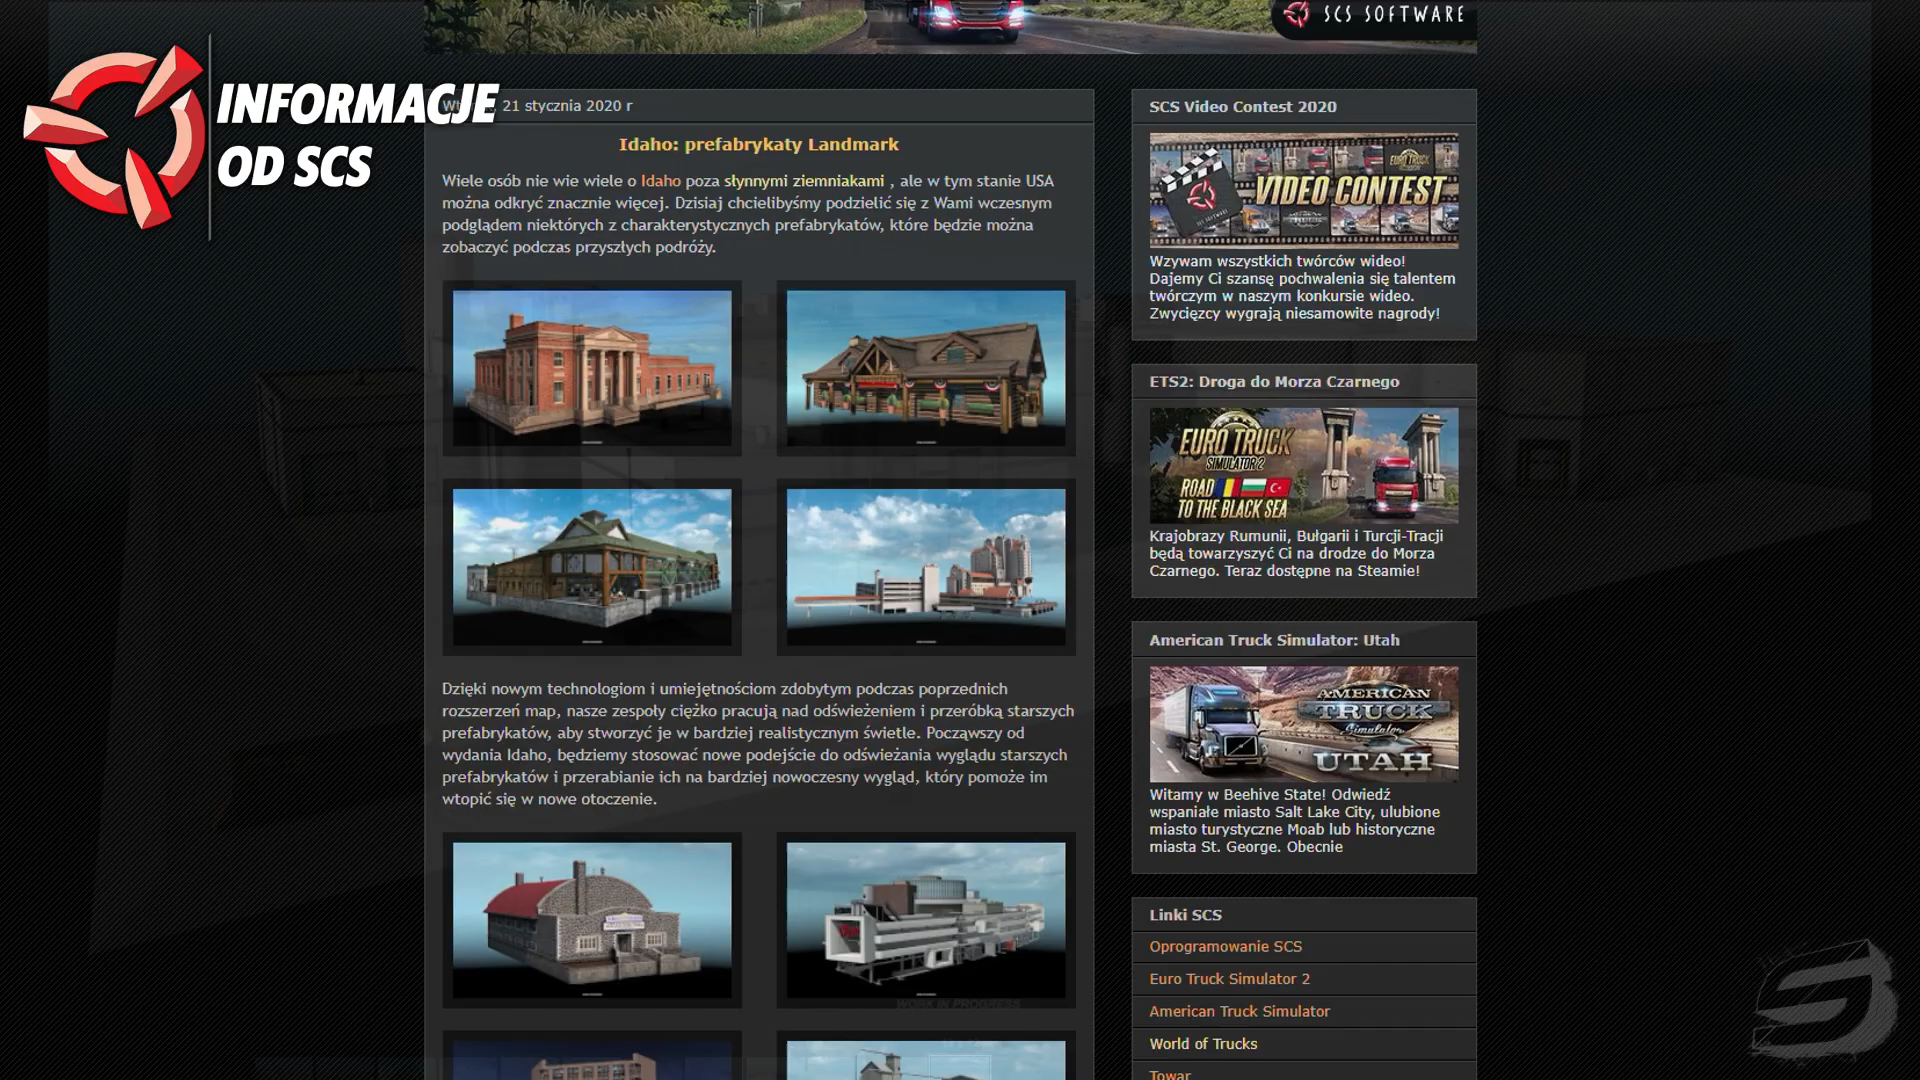 SCS SOFTWARE
INFORMACJE
OD SCS
21 stycznia 2020 r
Idaho: prefabrykaty Landmark
Wiele osób nie wie wiele o Idaho poza słynnymi ziemniakami , ale w tym stanie USA
można odkryć znacznie więcej. Dzisiaj chcielibyśmy podzielić się z Wami wczesnym
podglądem niektórych z charakterystycznych prefabrykatów, które będzie można
zobaczyć podczas przyszłych podróży.
Dzięki nowym technologiom i umiejętnościom zdobytym podczas poprzednich
rozszerzeń map, nasze zespoły ciężko pracują nad odświeżeniem i przeróbką starszych
prefabrykatów, aby stworzyć je w bardziej realistycznym świetle. Począwszy od
wydania Idaho, będziemy stosować nowe podejście do odświeżania wyglądu starszych
prefabrykatów i przerabianie ich na bardziej nowoczesny wygląd, który pomoże im
wtopić się w nowe otoczenie.
WORK IN PROGRESS
SCS Video Contest 2020
EURO TRUCK
VIDEO CONTEST
SCS SOFTWARE
Wzywam wszystkich twórców wideo!
Dajemy Ci szansę pochwalenia się talentem
twórczym w naszym konkursie wideo.
Zwycięzcy wygrają niesamowite nagrody!
ETS2: Droga do Morza Czarnego
EURO TRUCK
SIMULATOR 2
ROAD
TO THE BLACK SEA
Krajobrazy Rumunii, Bułgarii i Turcji-Tracji
będą towarzyszyć Ci na drodze do Morza
Czarnego. Teraz dostępne na Steamie!
American Truck Simulator: Utah
AMERICAN
TRUCK
Simulator
UTAH
Witamy w Beehive State! Odwiedź
wspaniałe miasto Salt Lake City, ulubione
miasto turystyczne Moab lub historyczne
miasta St. George. Obecnie
Linki SCS
Oprogramowanie SCS
Euro Truck Simulator 2
American Truck Simulator
World of Trucks
Towar